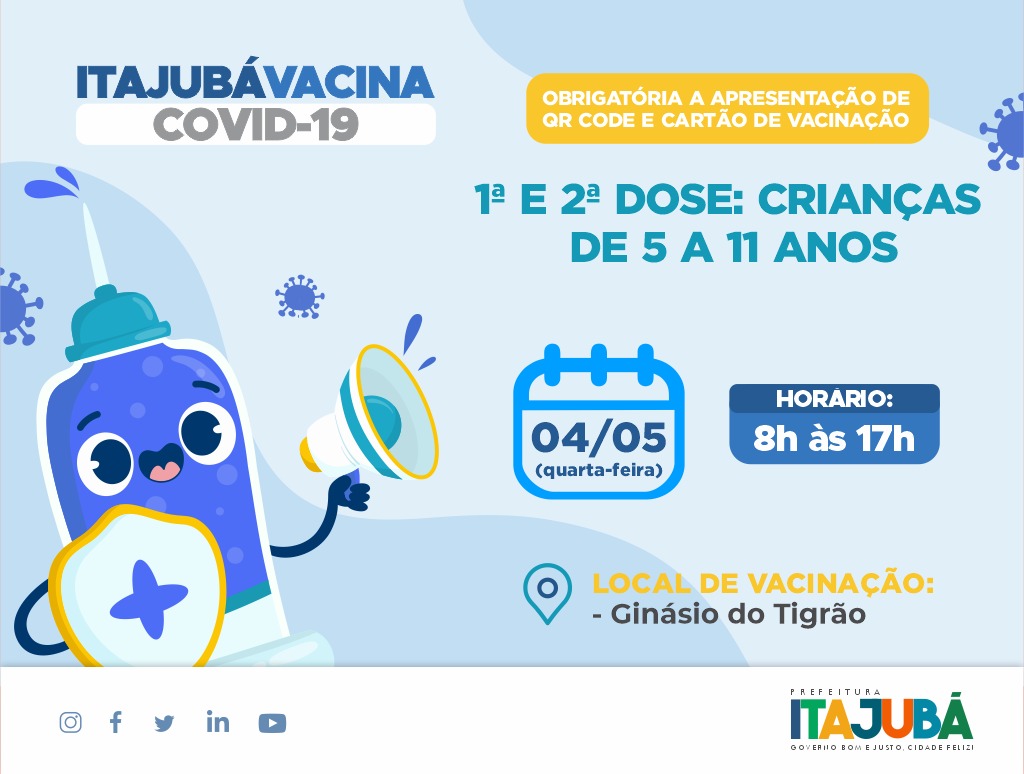 ITAJUBÁVACINA
COVID-19
OBRIGATÓRIA A APRESENTAÇÃO DE
QR CODE E CARTÃO DE VACINAÇÃO
1ª E 2ª DOSE: CRIANÇAS
DE 5 A 11 ANOS
04/05
(quarta-feira)
HORÁRIO:
8h às 17h
LOCAL DE VACINAÇÃO:
- Ginásio do Tigrão
PREFEITURA
ITAJUBÁ
GOVERNO BOM E JUSTO, CIDADE FELIZ!